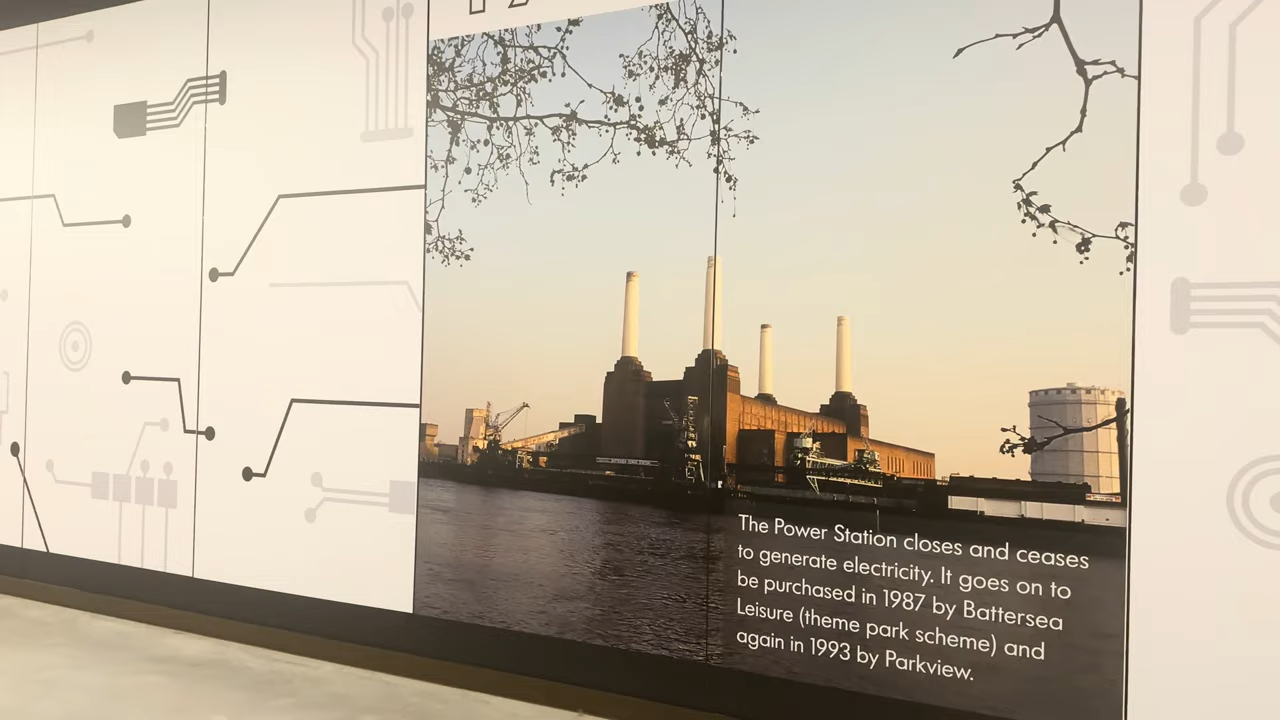 The Power Station closes and ceases
to generate electricity. It goes on to
be purchased in 1987 by Battersea
Leisure (theme park scheme) and
again in 1993 by Parkview.